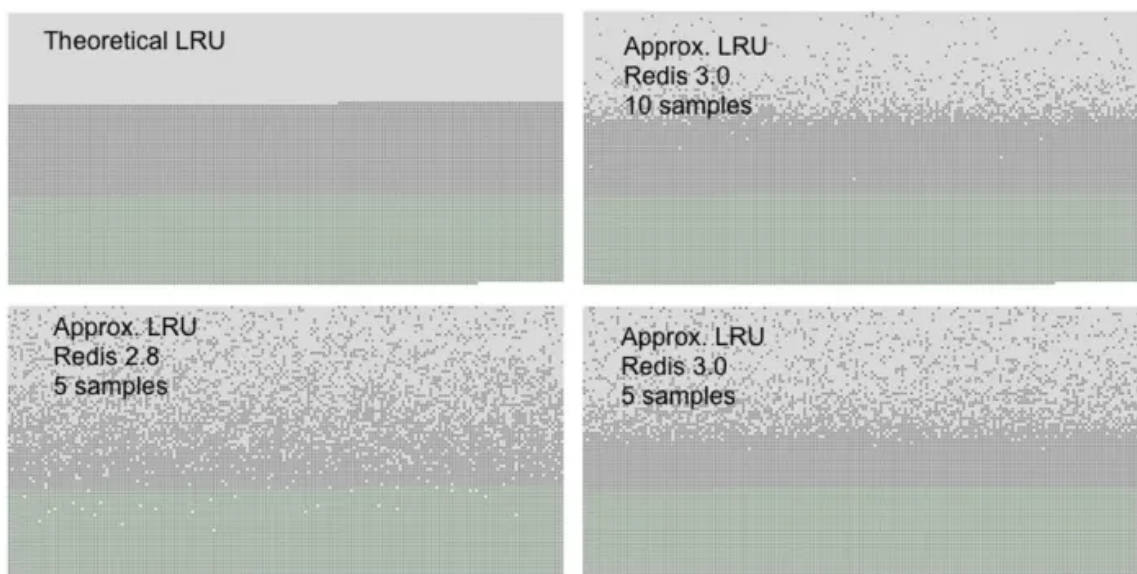 Theoretical LRU
Approx. LRU
Redis 3.0
10 samples
Approx. LRU
Redis 2.8
5 samples
Approx. LRU
Redis 3.0
5 samples